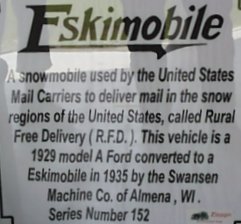 Eskimobile
A snowmobile used by the United States
Mail Carriers to deliver mail in the snow
regions of the United States, called Rural
Free Delivery ( R.F.D. ). This vehicle is a
1929 model A Ford converted to a
Eskimobile in 1935 by the Swansen
Machine Co. of Almena , WI .
Series Number 152